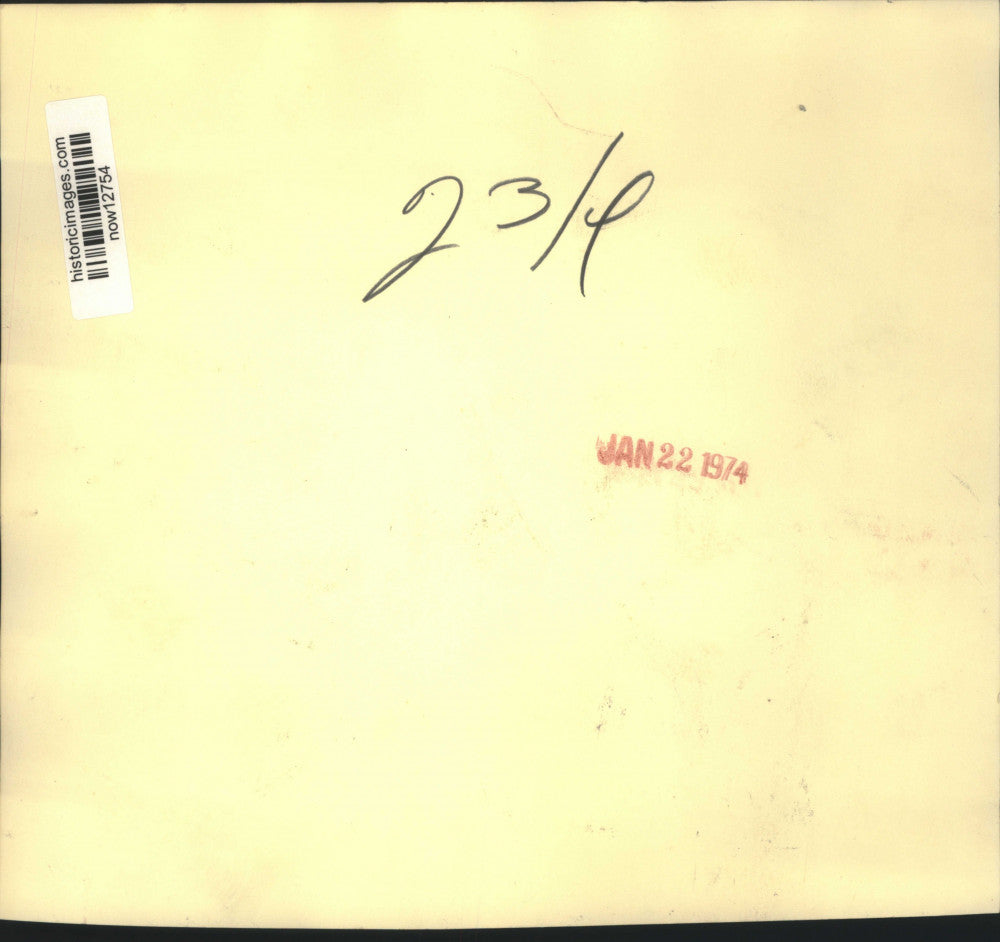 historicimages.com
now12754
2 3/4
JAN 22 1974